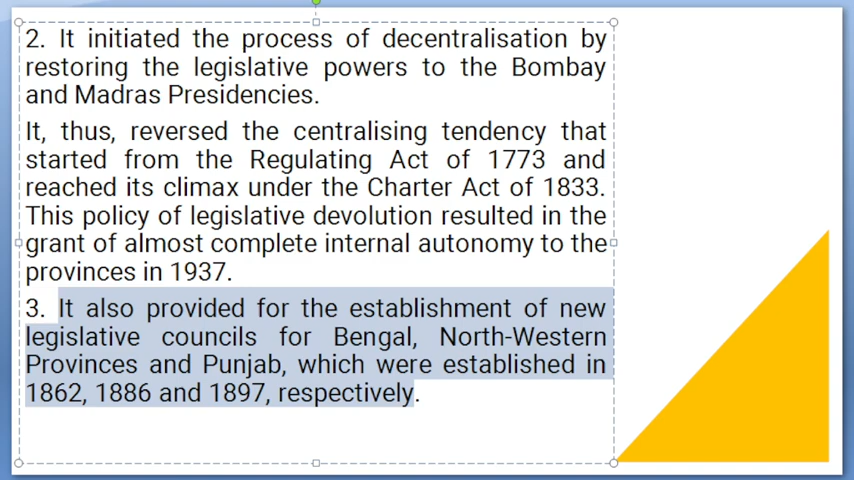 2. It initiated the process of decentralisation by
restoring the legislative powers to the Bombay
and Madras Presidencies.
It, thus, reversed the centralising tendency that
started from the Regulating Act of 1773 and
reached its climax under the Charter Act of 1833.
This policy of legislative devolution resulted in the
grant of almost complete internal autonomy to the
provinces in 1937.
3. It also provided for the establishment of new
legislative councils for Bengal, North-Western
Provinces and Punjab, which were established in
1862, 1886 and 1897, respectively.